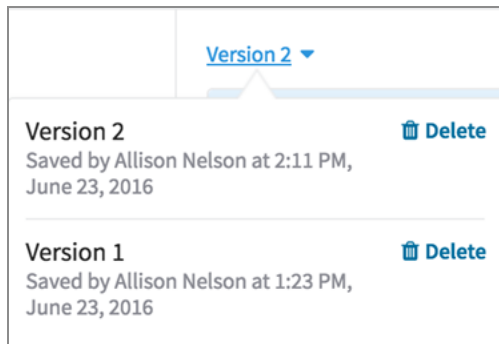 Version 2
Version 2
Delete
Saved by Allison Nelson at 2:11 PM,
June 23, 2016
Version 1
Delete
Saved by Allison Nelson at 1:23 PM,
June 23, 2016